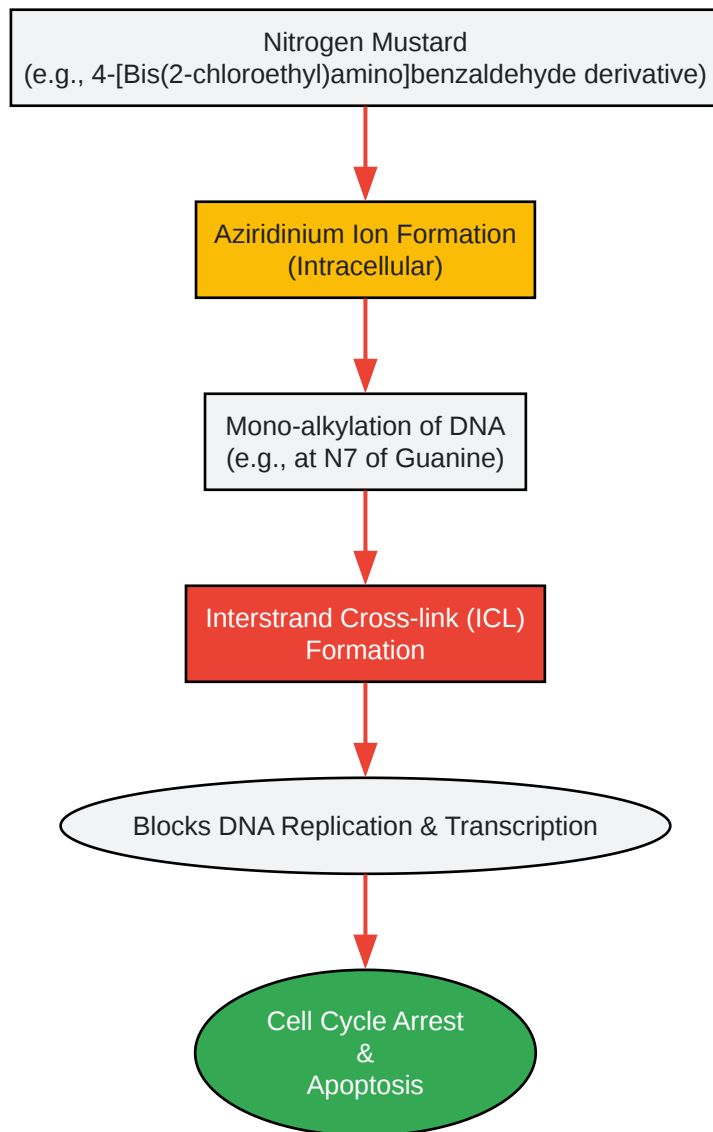 Nitrogen Mustard
(e.g., 4-[Bis(2-chloroethyl)amino]benzaldehyde derivative)
Aziridinium Ion Formation
(Intracellular)
Mono-alkylation of DNA
(e.g., at N7 of Guanine)
Interstrand Cross-link (ICL)
Formation
Blocks DNA Replication & Transcription
Cell Cycle Arrest
&
Apoptosis